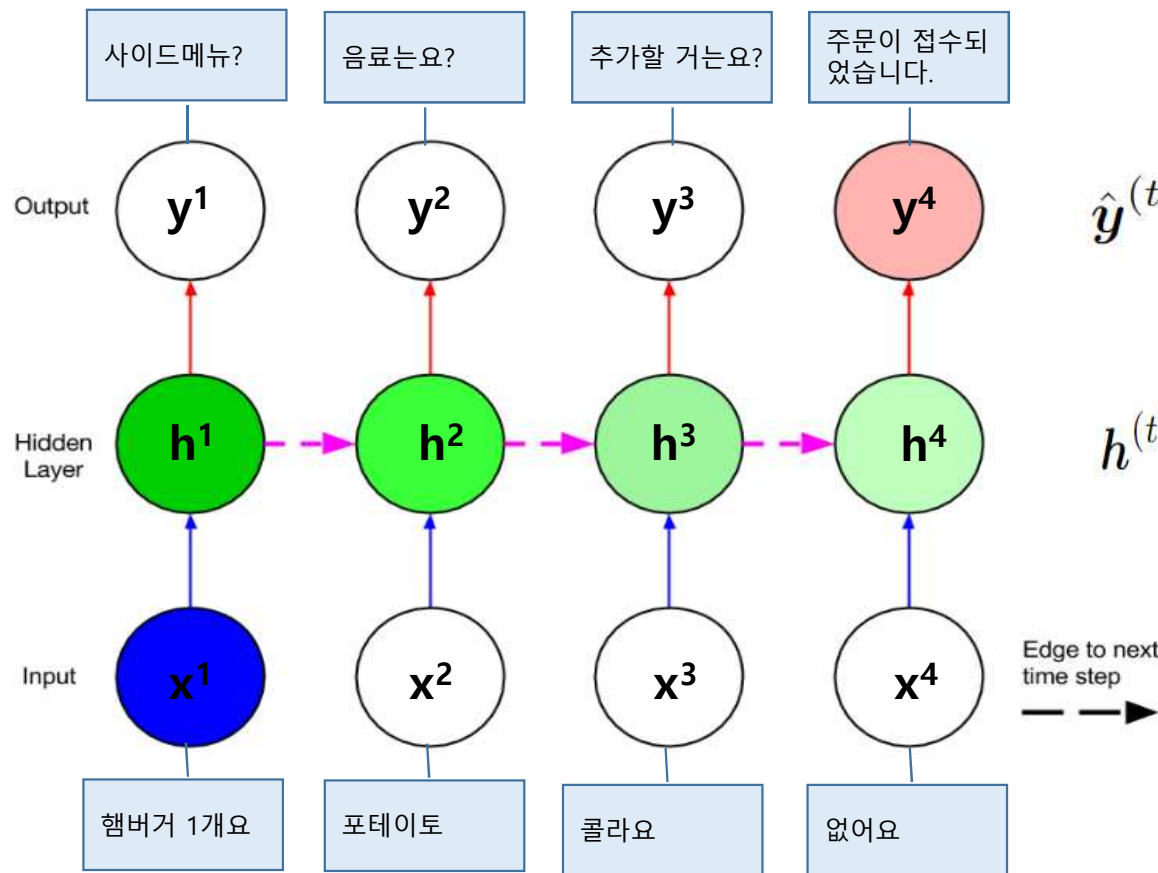 사이드메뉴?
음료는요?
추가할 거는요?
주문이 접수되
었습니다.
Output
y¹
y²
y³
y⁴
ŷ⁽ᵗ
Hidden
Layer
h¹
h²
h³
h⁴
h⁽ᵗ
Input
x¹
x²
x³
x⁴
Edge to next
time step
햄버거 1개요
포테이토
콜라요
없어요